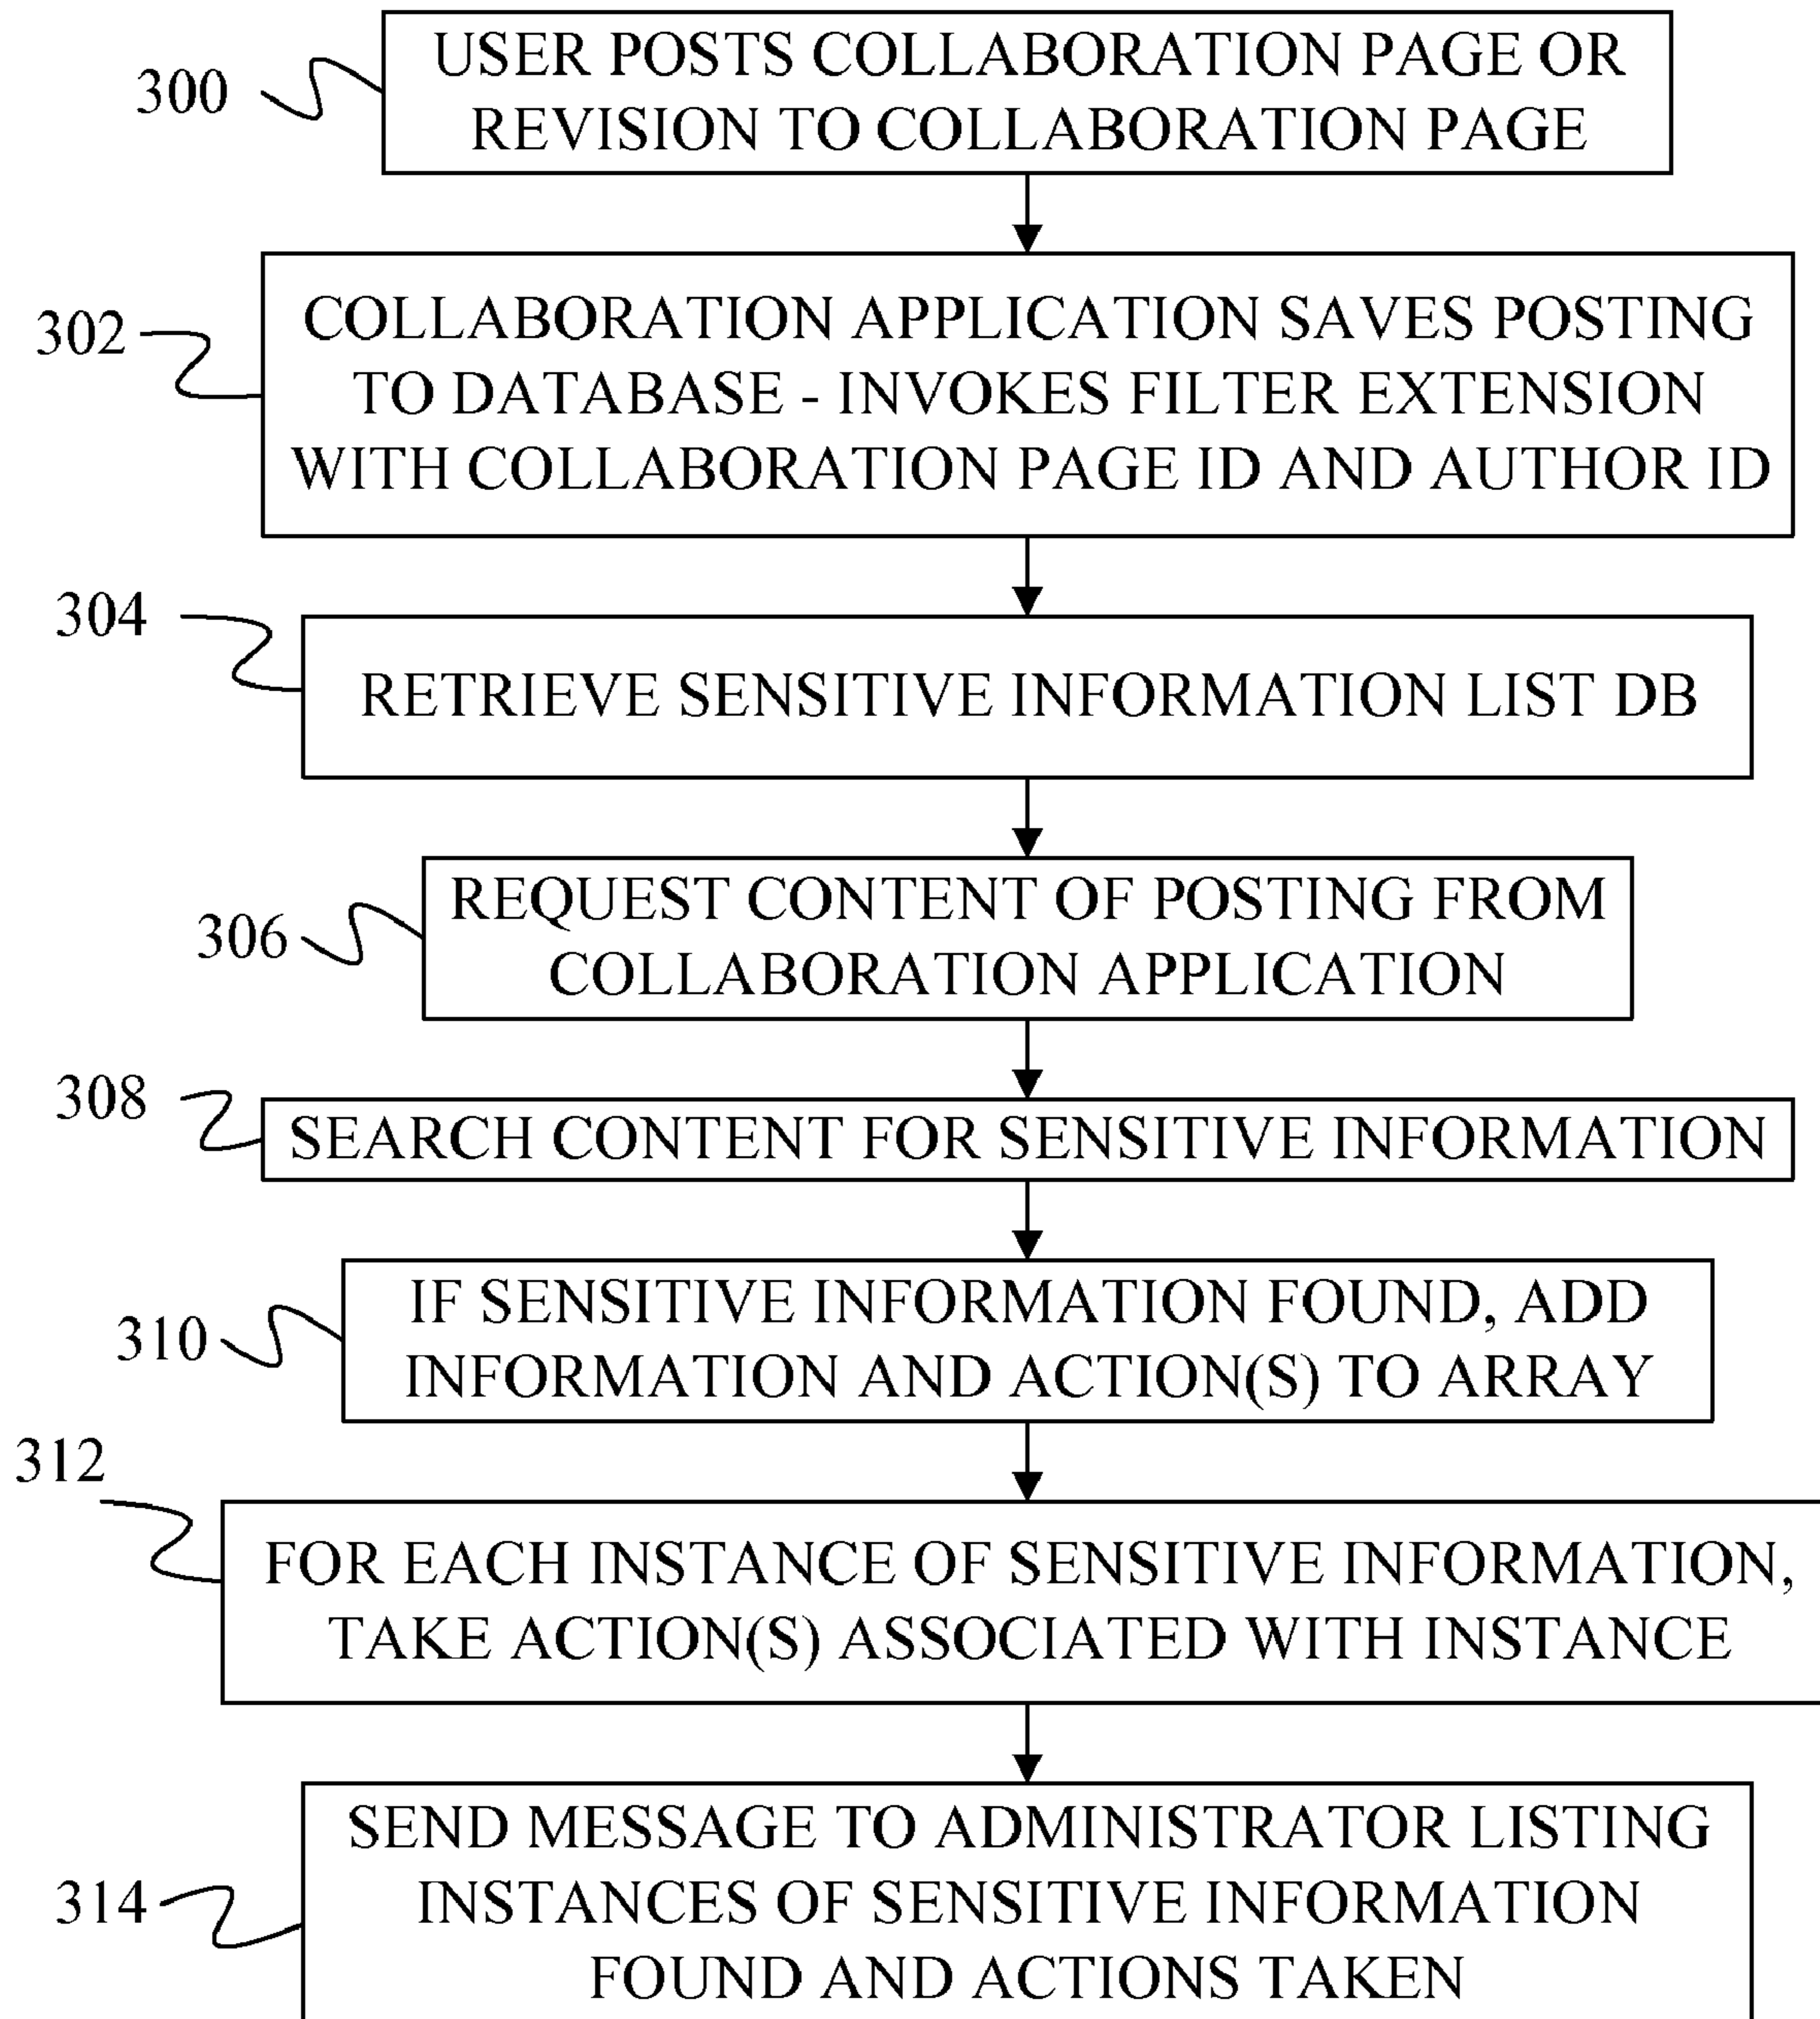 300
USER POSTS COLLABORATION PAGE OR
REVISION TO COLLABORATION PAGE
302
COLLABORATION APPLICATION SAVES POSTING
TO DATABASE - INVOKES FILTER EXTENSION
WITH COLLABORATION PAGE ID AND AUTHOR ID
304
RETRIEVE SENSITIVE INFORMATION LIST DB
306
REQUEST CONTENT OF POSTING FROM
COLLABORATION APPLICATION
308
SEARCH CONTENT FOR SENSITIVE INFORMATION
310
IF SENSITIVE INFORMATION FOUND, ADD
INFORMATION AND ACTION(S) TO ARRAY
312
FOR EACH INSTANCE OF SENSITIVE INFORMATION,
TAKE ACTION(S) ASSOCIATED WITH INSTANCE
314
SEND MESSAGE TO ADMINISTRATOR LISTING
INSTANCES OF SENSITIVE INFORMATION
FOUND AND ACTIONS TAKEN